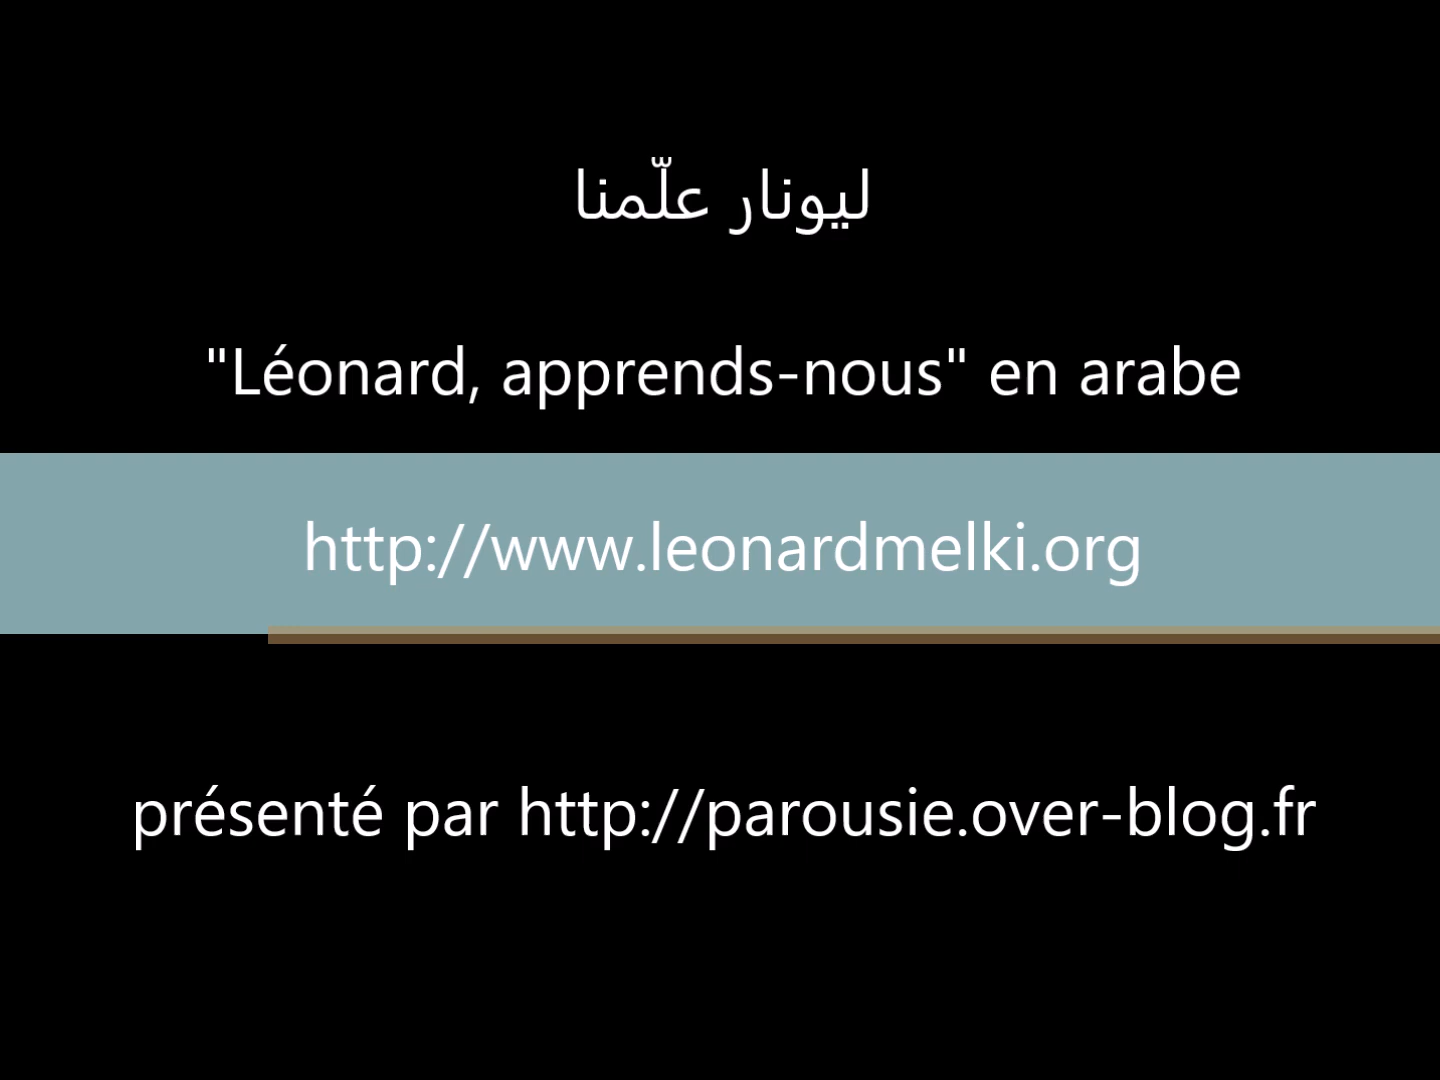 ليونار علّمنا
"Léonard, apprends-nous" en arabe
http://www.leonardmelki.org
présenté par http://parousie.over-blog.fr